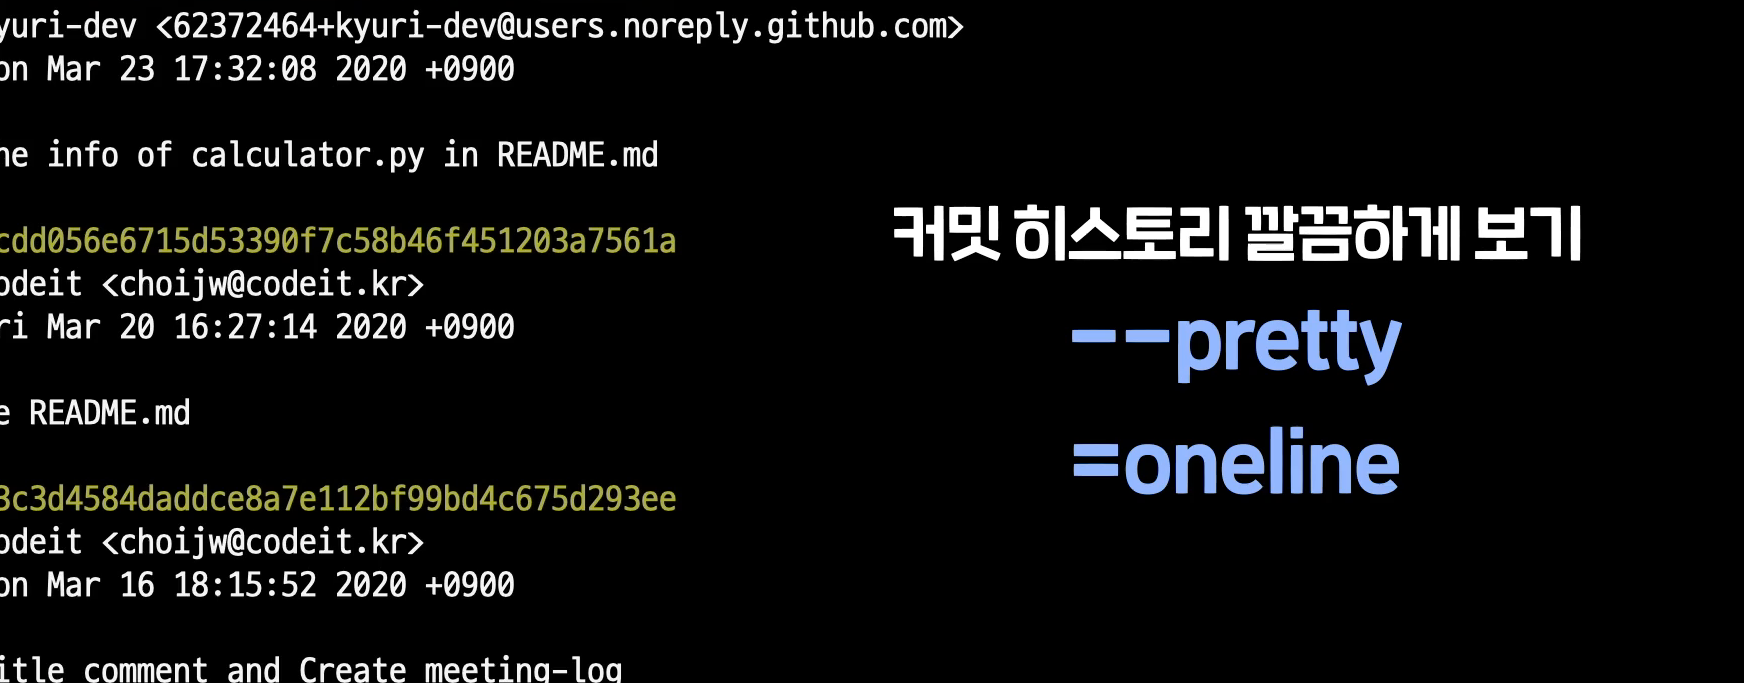 yuri-dev <62372464+kyuri-dev@users.noreply.github.com>
on Mar 23 17:32:08 2020 +0900
he info of calculator.py in README.md
cdd056e6715d53390f7c58b46f451203a7561a
odeit <choijw@codeit.kr>
ri Mar 20 16:27:14 2020 +0900
e README.md
3c3d4584daddce8a7e112bf99bd4c675d293ee
odeit <choijw@codeit.kr>
on Mar 16 18:15:52 2020 +0900
itle comment and Create meeting-log
커밋 히스토리 깔끔하게 보기
--pretty
=oneline